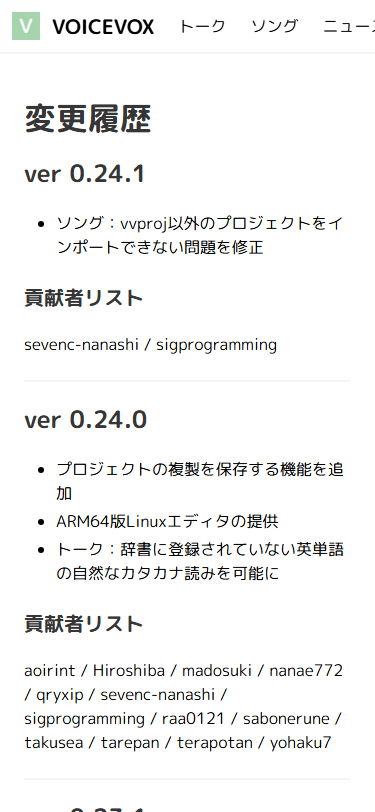 V VOICEVOX トーク ソング ニュース
変更履歴
ver 0.24.1
ソング：vvproj以外のプロジェクトをイ
ンポートできない問題を修正
貢献者リスト
sevenc-nanashi / sigprogramming
ver 0.24.0
プロジェクトの複製を保存する機能を追
加
ARM64版Linuxエディタの提供
トーク：辞書に登録されていない英単語
の自然なカタカナ読みを可能に
貢献者リスト
aoirint / Hiroshiba / madosuki / nanae772
/ qryxip / sevenc-nanashi /
sigprogramming / raa0121 / sabonerune /
takusea / tarepan / terapotan / yohaku7